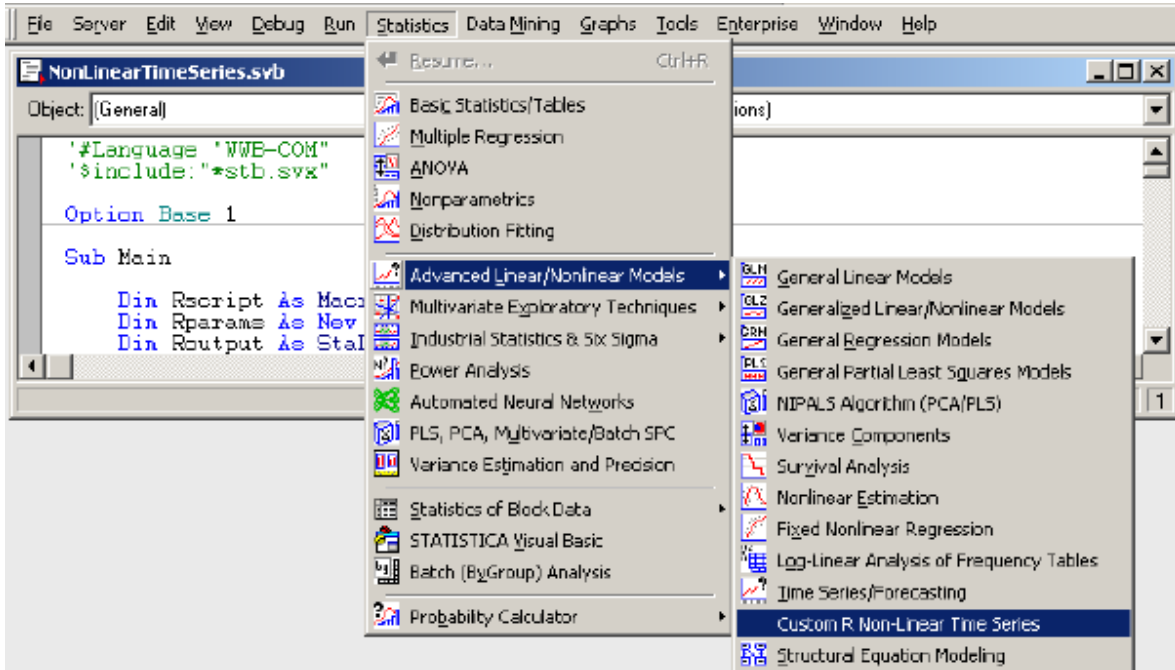 File Server Edit View Debug Run Statistics Data Mining Graphs Tools Enterprise Window Help
NonLinearTimeSeries.svb
Object: (General)
ions)
'#Language "WWB-COM"
'$include:"*stb.svx"
Option Base 1
Sub Main
Dim Rscript As Macr
Dim Rparams As New
Dim Routput As Sta
1
Resume... Ctrl+R
Basic Statistics/Tables
Multiple Regression
ANOVA
Nonparametrics
Distribution Fitting
Advanced Linear/Nonlinear Models
Multivariate Exploratory Techniques
Industrial Statistics & Six Sigma
Power Analysis
Automated Neural Networks
PLS, PCA, Multivariate/Batch SPC
Variance Estimation and Precision
Statistics of Block Data
STATISTICA Visual Basic
Batch (ByGroup) Analysis
Probability Calculator
GLM General Linear Models
GLZ Generalized Linear/Nonlinear Models
GRM General Regression Models
PLS General Partial Least Squares Models
NIPALS Algorithm (PCA/PLS)
Variance Components
Survival Analysis
Nonlinear Estimation
Fixed Nonlinear Regression
Log-Linear Analysis of Frequency Tables
Time Series/Forecasting
Custom R Non-Linear Time Series
Structural Equation Modeling